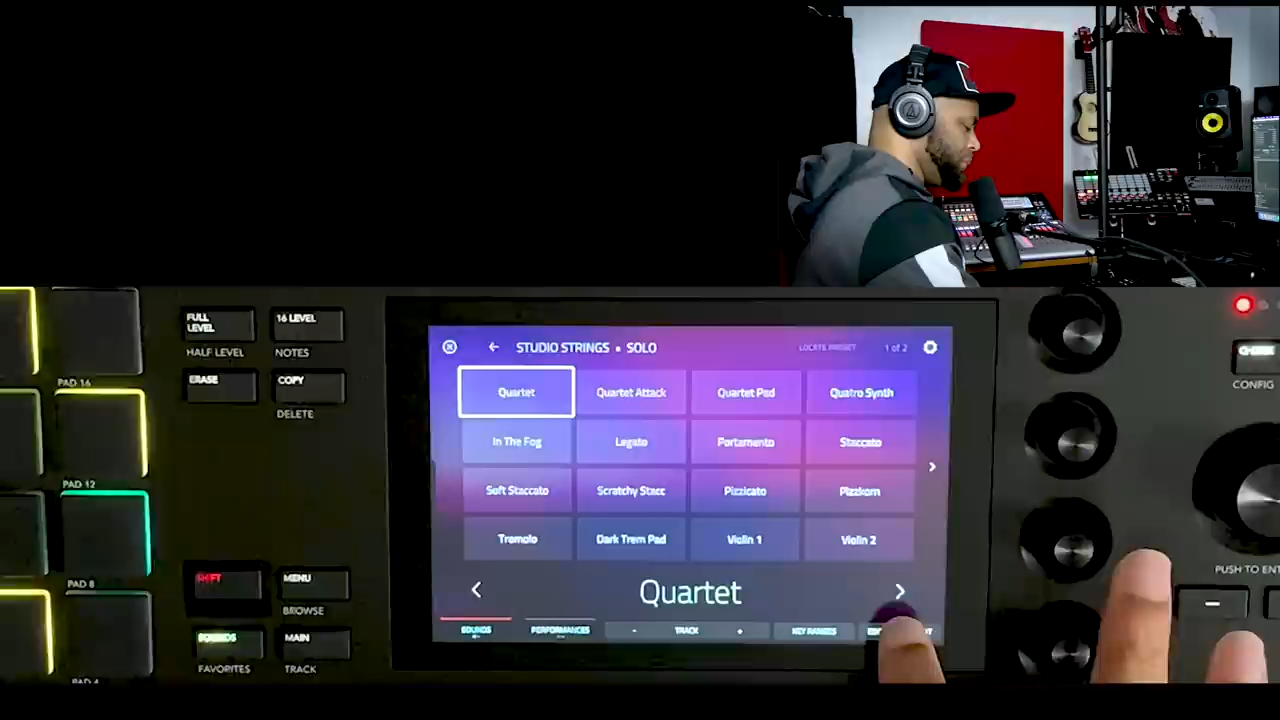 FULL
LEVEL
16 LEVEL
HALF LEVEL
NOTES
ERASE
COPY
DELETE
PAD 16
PAD 12
PAD 8
PAD 4
SHIFT
MENU
BROWSE
SOUNDS
MAIN
FAVORITES
TRACK
STUDIO STRINGS • SOLO
LOCATE PRESET
1 of 2
Quartet
Quartet Attack
Quartet Pad
Quatro Synth
In The Fog
Legato
Portamento
Staccato
Soft Staccato
Scratchy Stacc
Pizzicato
Pizzkorn
Tremolo
Dark Trem Pad
Violin 1
Violin 2
Quartet
SOUNDS
PERFORMANCES
- TRACK +
KEY RANGES
Q-LINK
CONFIG
PUSH TO ENT